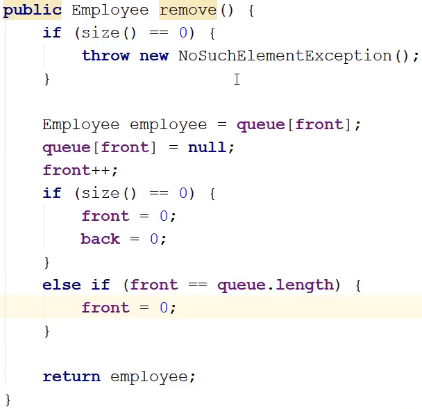 public Employee remove() {
    if (size() == 0) {
        throw new NoSuchElementException();
    }

    Employee employee = queue[front];
    queue[front] = null;
    front++;
    if (size() == 0) {
        front = 0;
        back = 0;
    }
    else if (front == queue.length) {
        front = 0;
    }

    return employee;
}